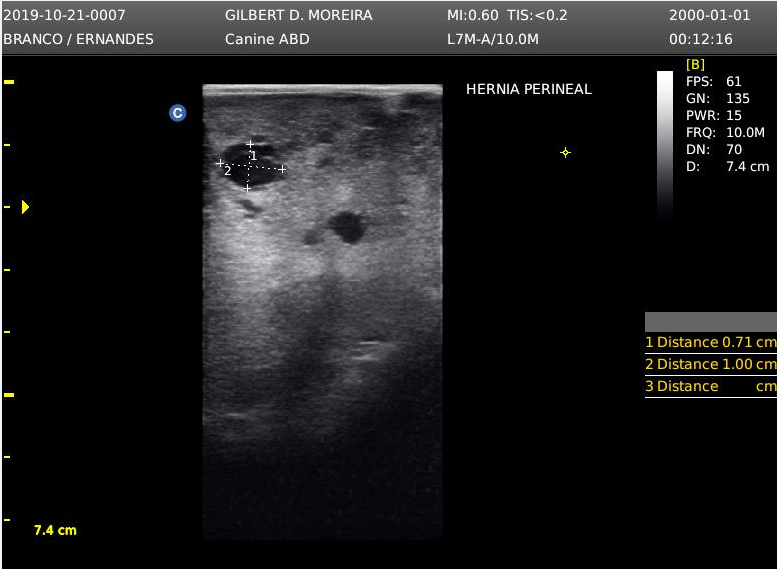 2019-10-21-0007 GILBERT D. MOREIRA MI:0.60 TIS:<0.2 2000-01-01
BRANCO / ERNANDES Canine ABD L7M-A/10.0M 00:12:16
[B]
HERNIA PERINEAL
FPS: 61
GN: 135
PWR: 15
FRQ: 10.0M
DN: 70
D: 7.4 cm
C
1
2
1 Distance 0.71 cm
2 Distance 1.00 cm
3 Distance cm
7.4 cm